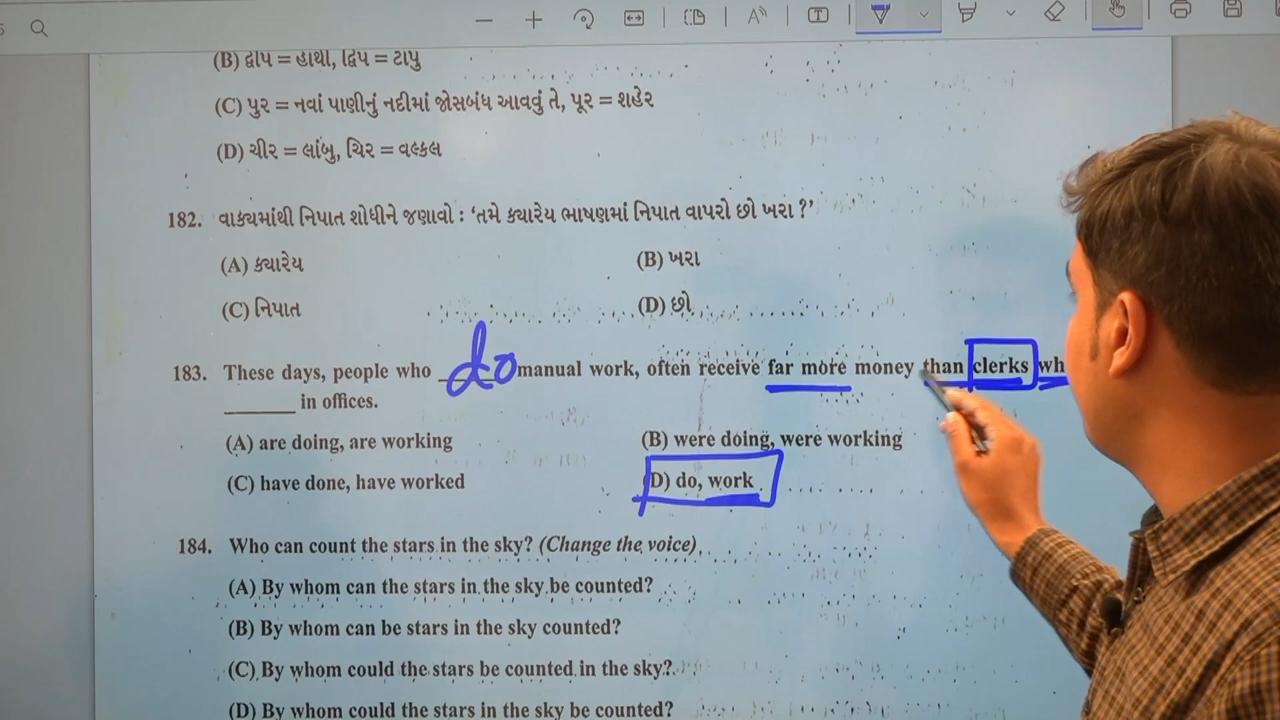 (B) દ્વીપ = હાથી, દ્વિપ = ટાપુ
(C) પુર = નવાં પાણીનું નદીમાં જોસબંધ આવવું તે, પૂર = શહેર
(D) ચીર = લાંબુ, ચિર = વલ્કલ
182. વાક્યમાંથી નિપાત શોધીને જણાવો : ‘તમે ક્યારેય ભાષણમાં નિપાત વાપરો છો ખરા ?’
(A) ક્યારેય (B) ખરા
(C) નિપાત (D) છો
183. These days, people who do manual work, often receive far more money than clerks wh
______ in offices.
(A) are doing, are working (B) were doing, were working
(C) have done, have worked (D) do, work
184. Who can count the stars in the sky? (Change the voice)
(A) By whom can the stars in the sky be counted?
(B) By whom can be stars in the sky counted?
(C) By whom could the stars be counted in the sky?
(D) By whom could the stars in the sky be counted?